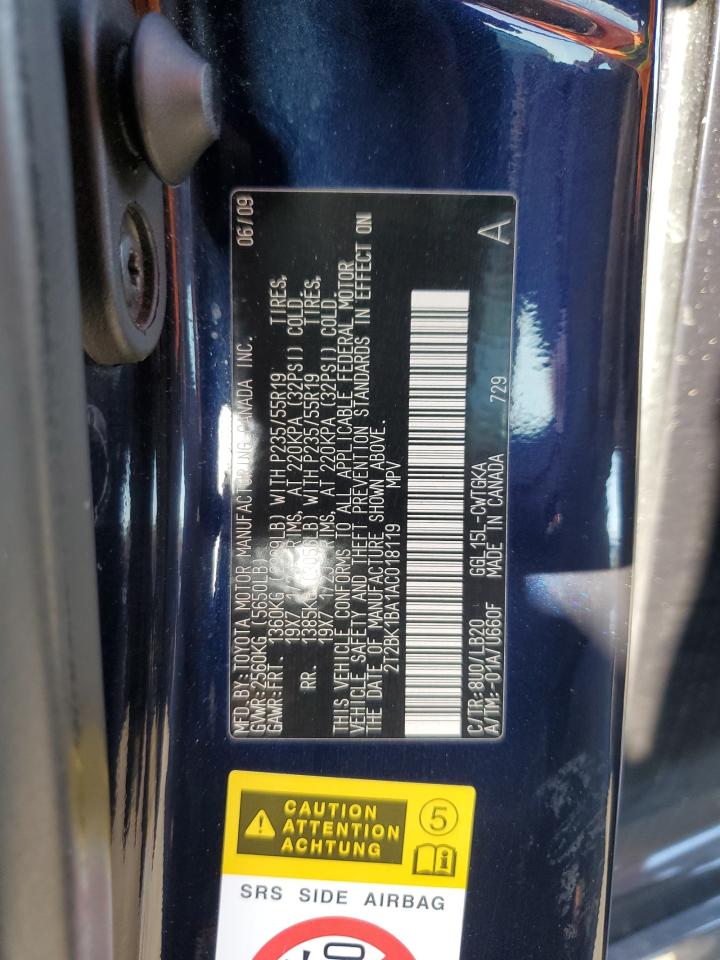 MFD.BY:TOYOTA MOTOR MANUFACTURING CANADA INC. 06/09
GVWR:2560KG (5650LB)
GAWR:FRT. 1360KG WITH P235/55R19 TIRES,
19X7 RIMS, AT 220KPA (32PSI) COLD.
RR. 1385KG WITH P235/55R19 TIRES,
19X7 1/2J RIMS, AT 220KPA (32PSI) COLD.
THIS VEHICLE CONFORMS TO ALL APPLICABLE FEDERAL MOTOR
VEHICLE SAFETY AND THEFT PREVENTION STANDARDS IN EFFECT ON
THE DATE OF MANUFACTURE SHOWN ABOVE.
2T2BK1BA1AC018119 MPV
C/TR:8U0/LB20 GGL15L-CWTGKA 729
A/TM:-01A/U660F MADE IN CANADA A
CAUTION
ATTENTION
ACHTUNG
5
SRS SIDE AIRBAG